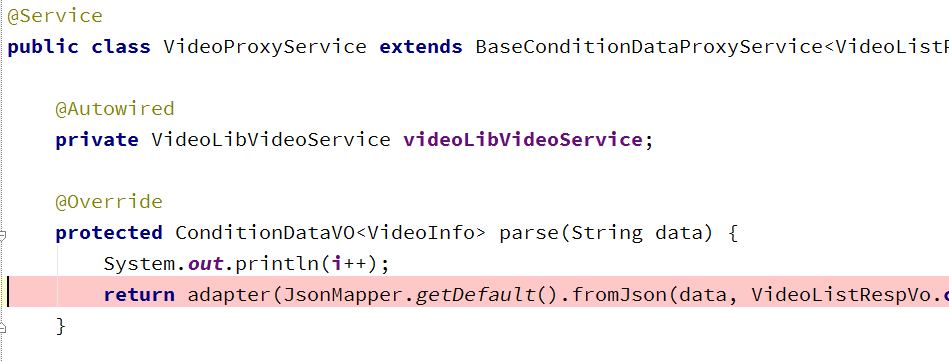 @Service
public class VideoProxyService extends BaseConditionDataProxyService<VideoListR
@Autowired
private VideoLibVideoService videoLibVideoService;
@Override
protected ConditionDataVO<VideoInfo> parse(String data) {
System.out.println(i++);
return adapter(JsonMapper.getDefault().fromJson(data, VideoListRespVo.c
}